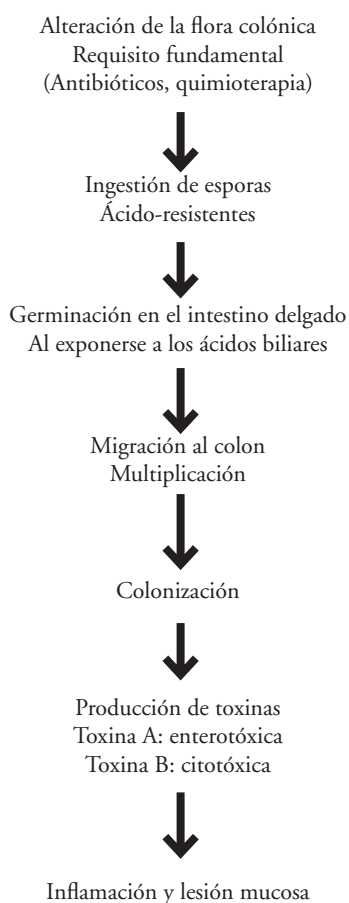 Alteración de la flora colónica
Requisito fundamental
(Antibióticos, quimioterapia)
Ingestión de esporas
Ácido-resistentes
Germinación en el intestino delgado
Al exponerse a los ácidos biliares
Migración al colon
Multiplicación
Colonización
Producción de toxinas
Toxina A: enterotóxica
Toxina B: citotóxica
Inflamación y lesión mucosa